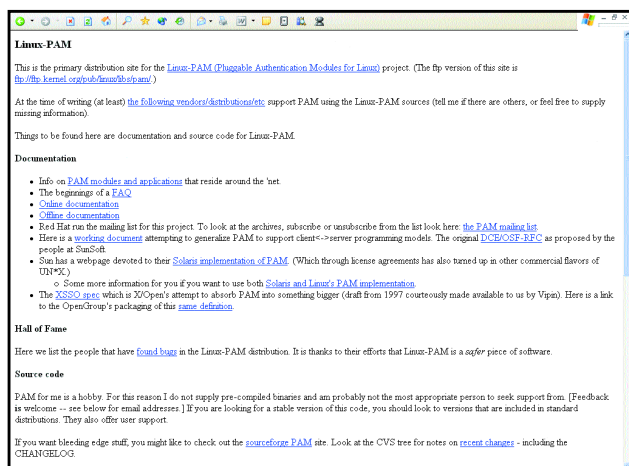 Linux-PAM
This is the primary distribution site for the Linux-PAM (Pluggable Authentication Modules for Linux) project. (The ftp version of this site is
ftp://ftp.kernel.org/pub/linux/libs/pam/.)
At the time of writing (at least) the following vendors/distributions/etc support PAM using the Linux-PAM sources (tell me if there are others, or feel free to supply
missing information).
Things to be found here are documentation and source code for Linux-PAM.
Documentation
Info on PAM modules and applications that reside around the 'net.
The beginnings of a FAQ
Online documentation
Offline documentation
Red Hat run the mailing list for this project. To look at the archives, subscribe or unsubscribe from the list look here: the PAM mailing list.
Here is a working document attempting to generalize PAM to support client<->server programming models. The original DCE/OSF-RFC as proposed by the
people at SunSoft.
Sun has a webpage devoted to their Solaris implementation of PAM. (Which through license agreements has also turned up in other commercial flavors of
UN*X.)
Some more information for you if you want to use both Solaris and Linux's PAM implementation.
The XSSO spec which is X/Open's attempt to absorb PAM into something bigger (draft from 1997 courteously made available to us by Vipin). Here is a link
to the OpenGroup's packaging of this same definition.
Hall of Fame
Here we list the people that have found bugs in the Linux-PAM distribution. It is thanks to their efforts that Linux-PAM is a safer piece of software.
Source code
PAM for me is a hobby. For this reason I do not supply pre-compiled binaries and am probably not the most appropriate person to seek support from. [Feedback
is welcome -- see below for email addresses.] If you are looking for a stable version of this code, you should look to versions that are included in standard
distributions. They also offer user support.
If you want bleeding edge stuff, you might like to check out the sourceforge PAM site. Look at the CVS tree for notes on recent changes - including the
CHANGELOG.